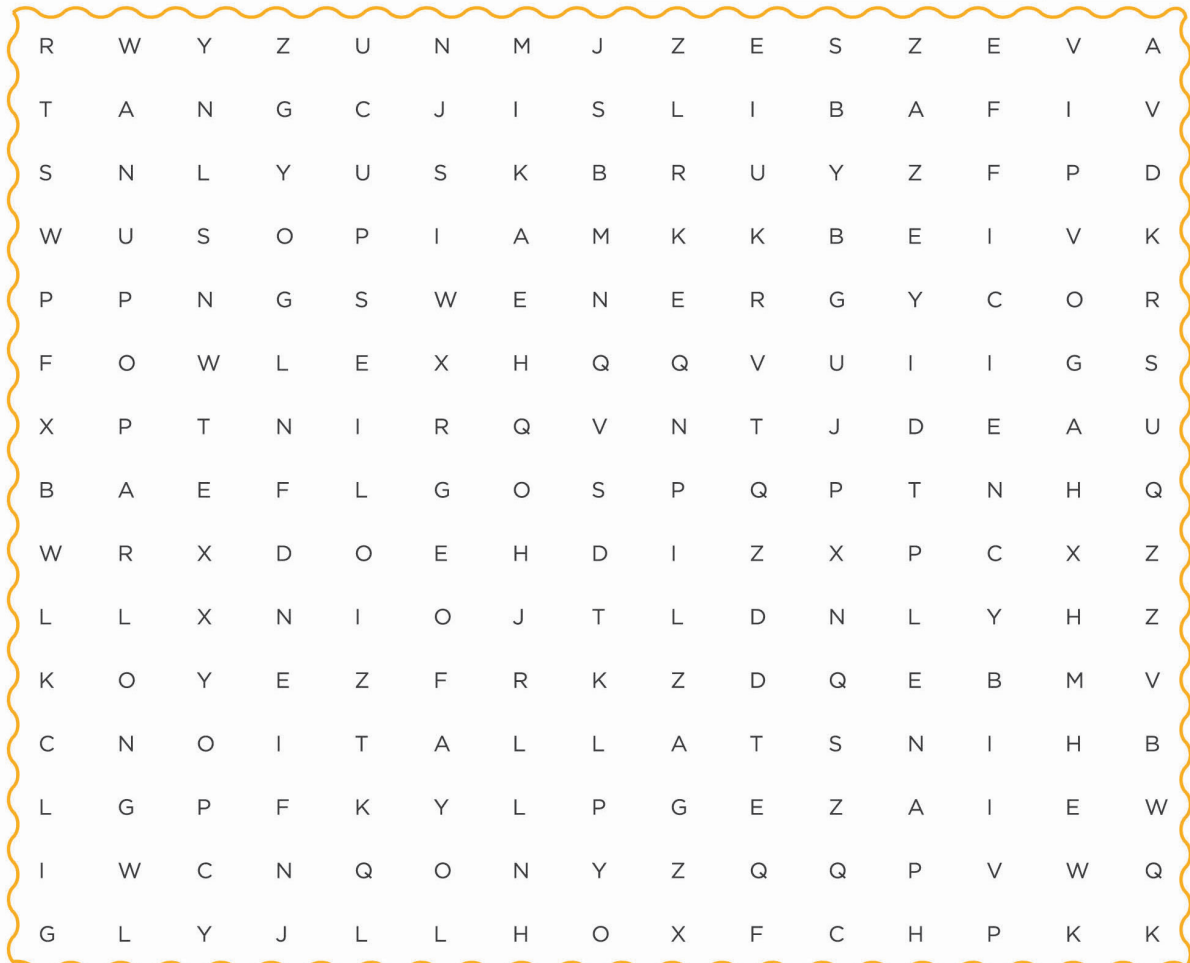 R W Y Z U N M J Z E S Z E V A
T A N G C J I S L I B A F I V
S N L Y U S K B R U Y Z F P D
W U S O P I A M K K B E I V K
P P N G S W E N E R G Y C O R
F O W L E X H Q Q V U I I G S
X P T N I R Q V N T J D E A U
B A E F L G O S P Q P T N H Q
W R X D O E H D I Z X P C X Z
L L X N I O J T L D N L Y H Z
K O Y E Z F R K Z D Q E B M V
C N O I T A L L A T S N I H B
L G P F K Y L P G E Z A I E W
I W C N Q O N Y Z Q Q P V W Q
G L Y J L L H O X F C H P K K